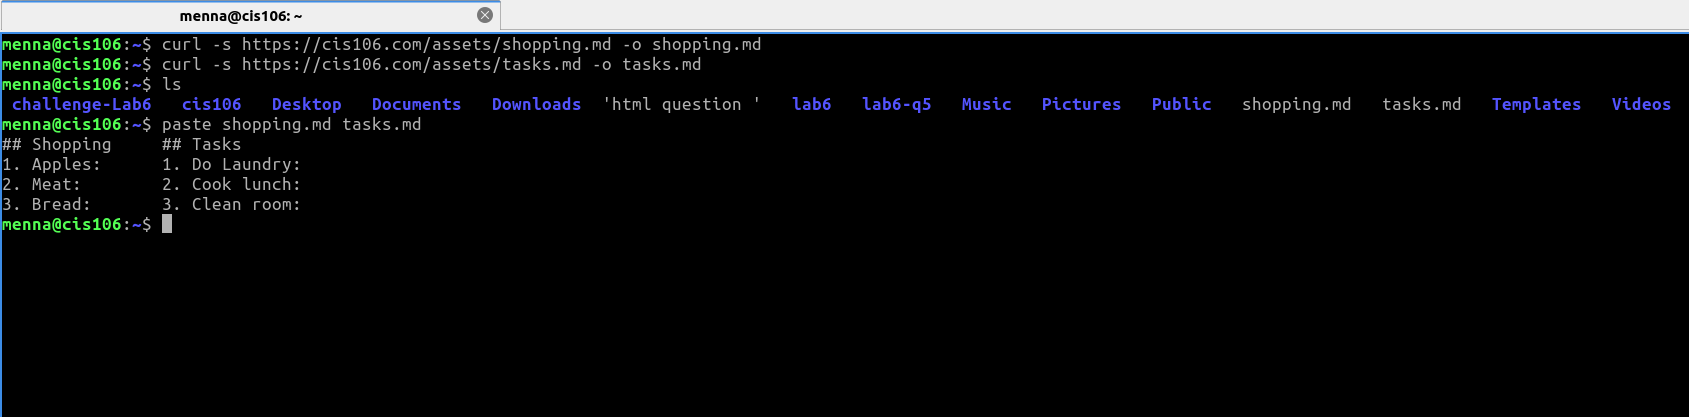 menna@cis106: ~
menna@cis106:~$ curl -s https://cis106.com/assets/shopping.md -o shopping.md
menna@cis106:~$ curl -s https://cis106.com/assets/tasks.md -o tasks.md
menna@cis106:~$ ls
challenge-Lab6   cis106   Desktop   Documents   Downloads  'html question '   lab6   lab6-q5   Music   Pictures   Public   shopping.md   tasks.md   Templates   Videos
menna@cis106:~$ paste shopping.md tasks.md
## Shopping     ## Tasks
1. Apples:      1. Do Laundry:
2. Meat:        2. Cook lunch:
3. Bread:       3. Clean room:
menna@cis106:~$